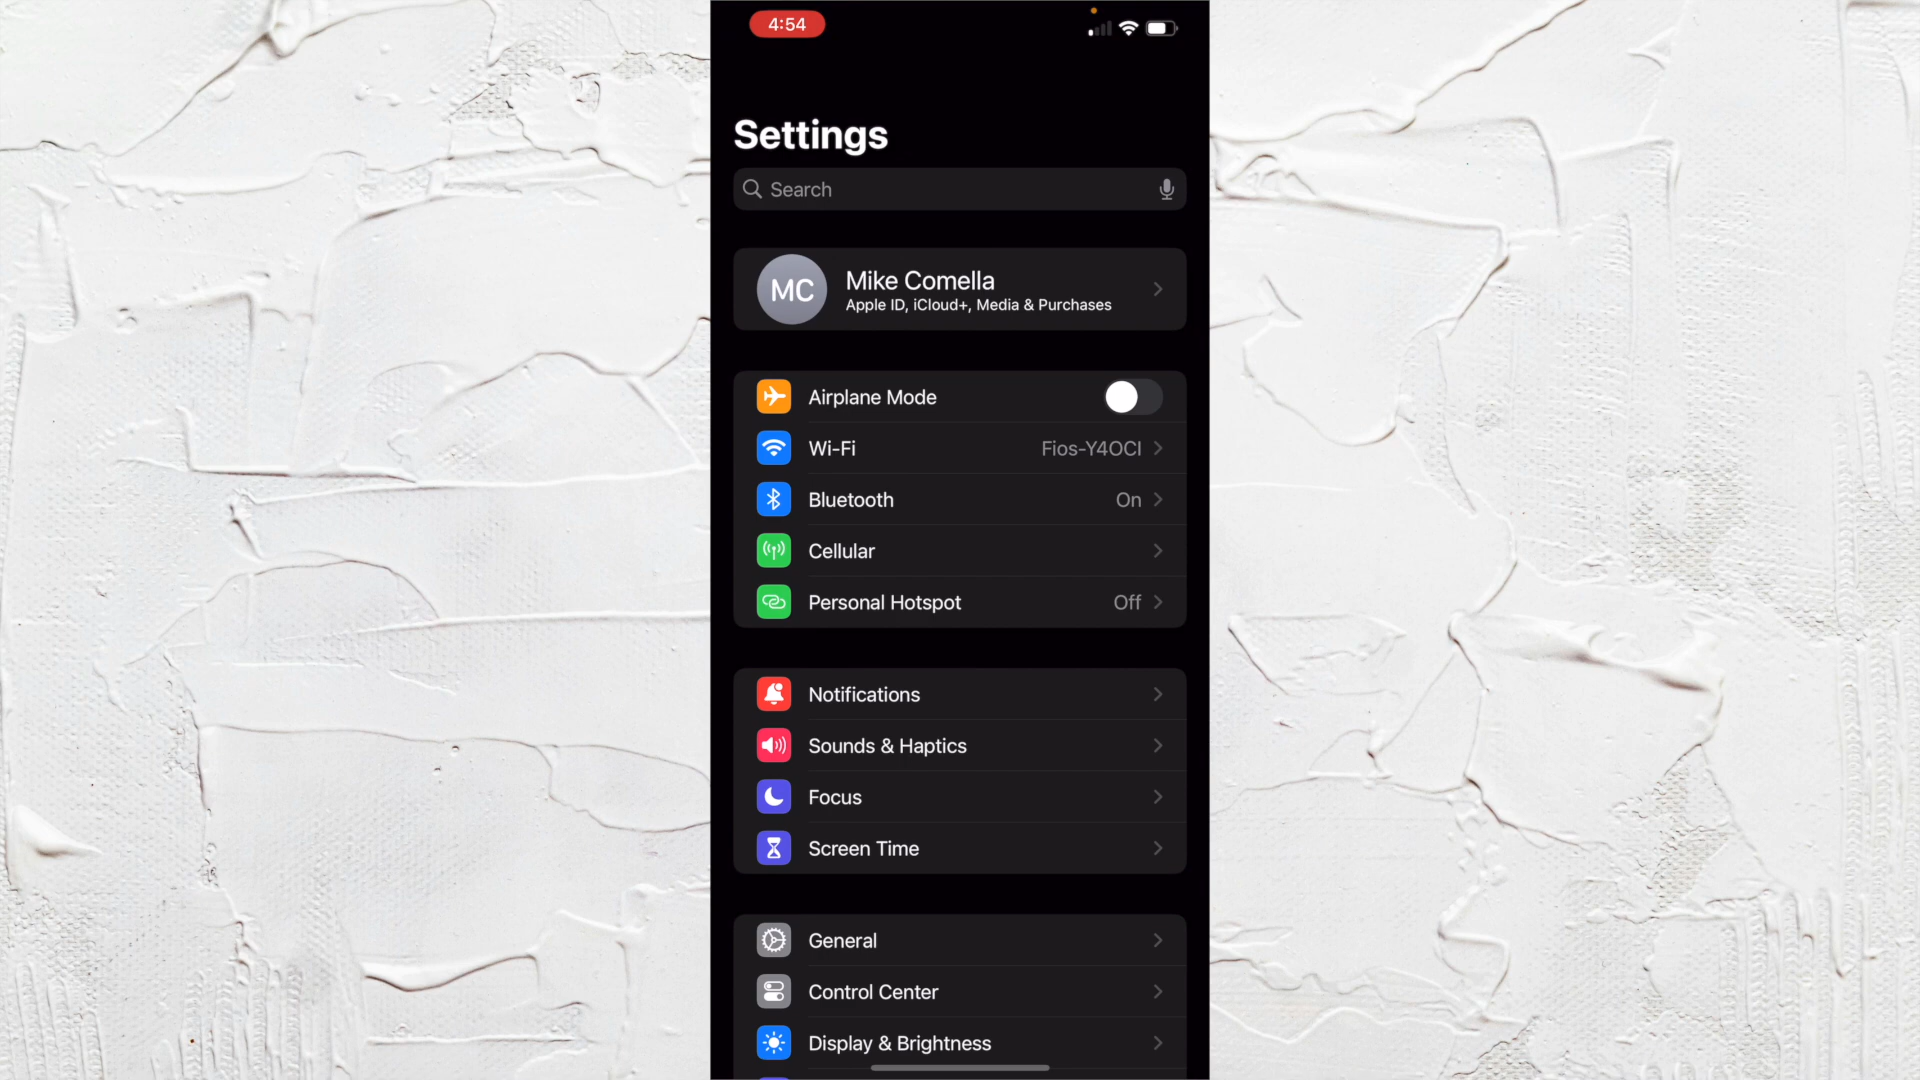 4:54
Settings
Search
MC
Mike Comella
Apple ID, iCloud+, Media & Purchases
Airplane Mode
Wi-Fi Fios-Y4OCI
Bluetooth On
Cellular
Personal Hotspot Off
Notifications
Sounds & Haptics
Focus
Screen Time
General
Control Center
Display & Brightness